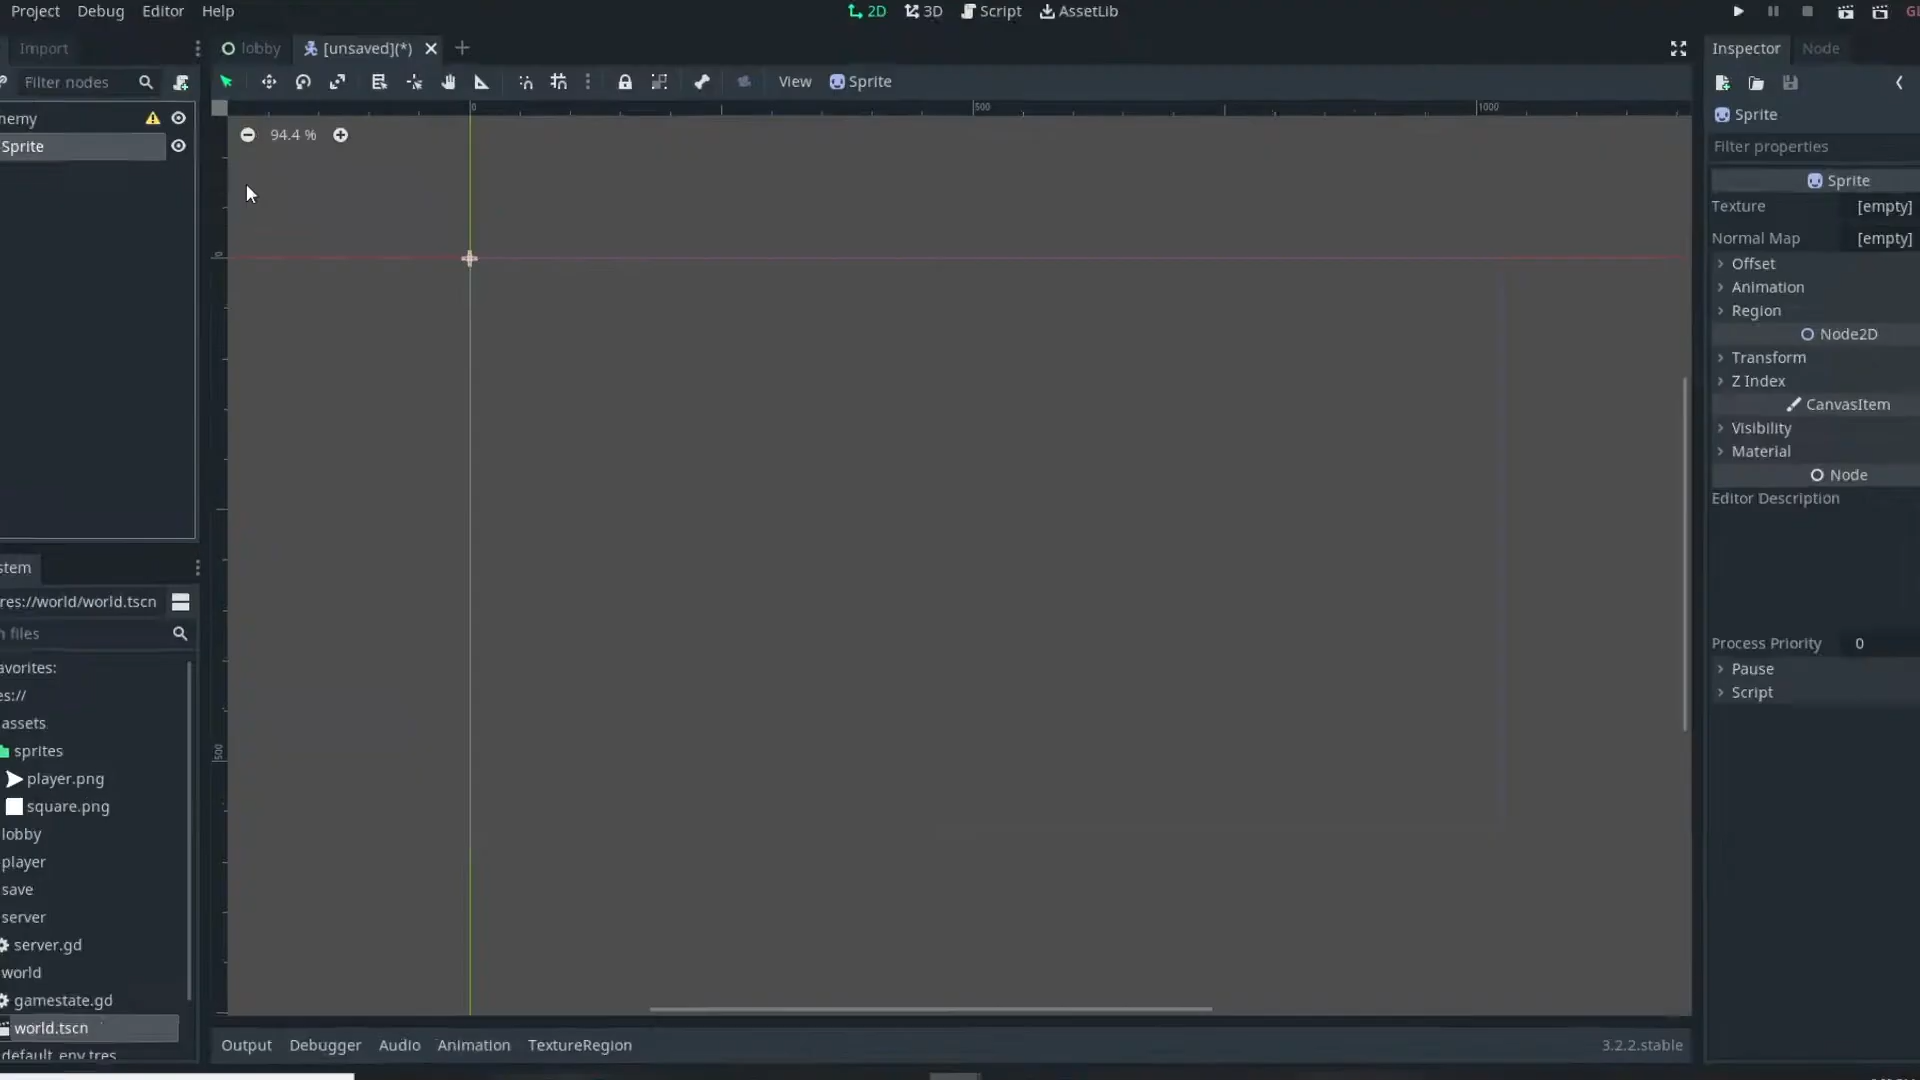 Project Debug Editor Help 2D 3D Script AssetLib
Import lobby [unsaved](*) Inspector Node
Filter nodes View Sprite
0 500 1000
nemy 94.4 % Sprite
Sprite Filter properties
Sprite
Texture [empty]
Normal Map [empty]
0
Offset
Animation
Region
Node2D
Transform
Z Index
CanvasItem
Visibility
Material
Node
Editor Description
Process Priority 0
Pause
Script
stem
res://world/world.tscn
n files
avorites:
es://
assets
sprites
500
player.png
square.png
lobby
player
save
server
server.gd
world
gamestate.gd
world.tscn
default_env.tres
Output Debugger Audio Animation TextureRegion 3.2.2.stable